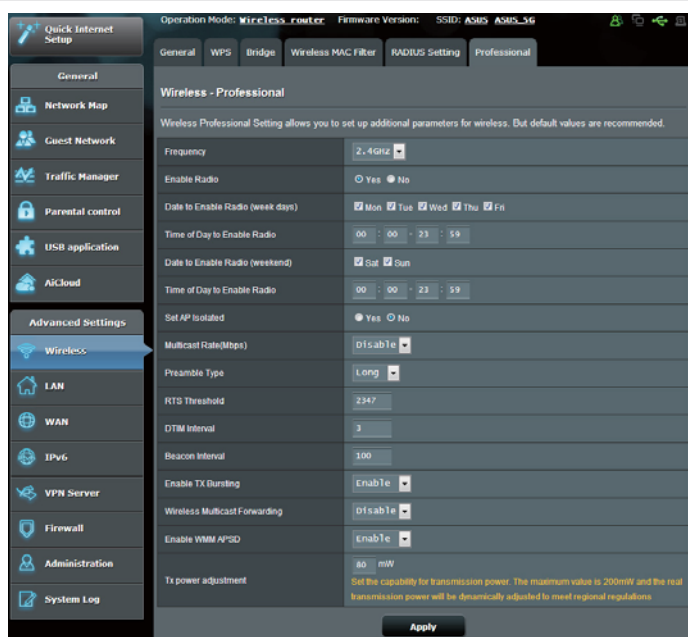 Quick Internet Setup
Operation Mode: Wireless router Firmware Version: SSID: ASUS ASUS_5G
General WPS Bridge Wireless MAC Filter RADIUS Setting Professional
General
Network Map
Guest Network
Traffic Manager
Parental control
USB application
AiCloud
Advanced Settings
Wireless
LAN
WAN
IPv6
VPN Server
Firewall
Administration
System Log
Wireless - Professional
Wireless Professional Setting allows you to set up additional parameters for wireless. But default values are recommended.
Frequency 2.4GHz
Enable Radio Yes No
Date to Enable Radio (week days) Mon Tue Wed Thu Fri
Time of Day to Enable Radio 00 : 00 - 23 : 59
Date to Enable Radio (weekend) Sat Sun
Time of Day to Enable Radio 00 : 00 - 23 : 59
Set AP Isolated Yes No
Multicast Rate(Mbps) Disable
Preamble Type Long
RTS Threshold 2347
DTIM Interval 3
Beacon Interval 100
Enable TX Bursting Enable
Wireless Multicast Forwarding Disable
Enable WMM APSD Enable
Tx power adjustment 80 mW
Set the capability for transmission power. The maximum value is 200mW and the real
transmission power will be dynamically adjusted to meet regional regulations
Apply